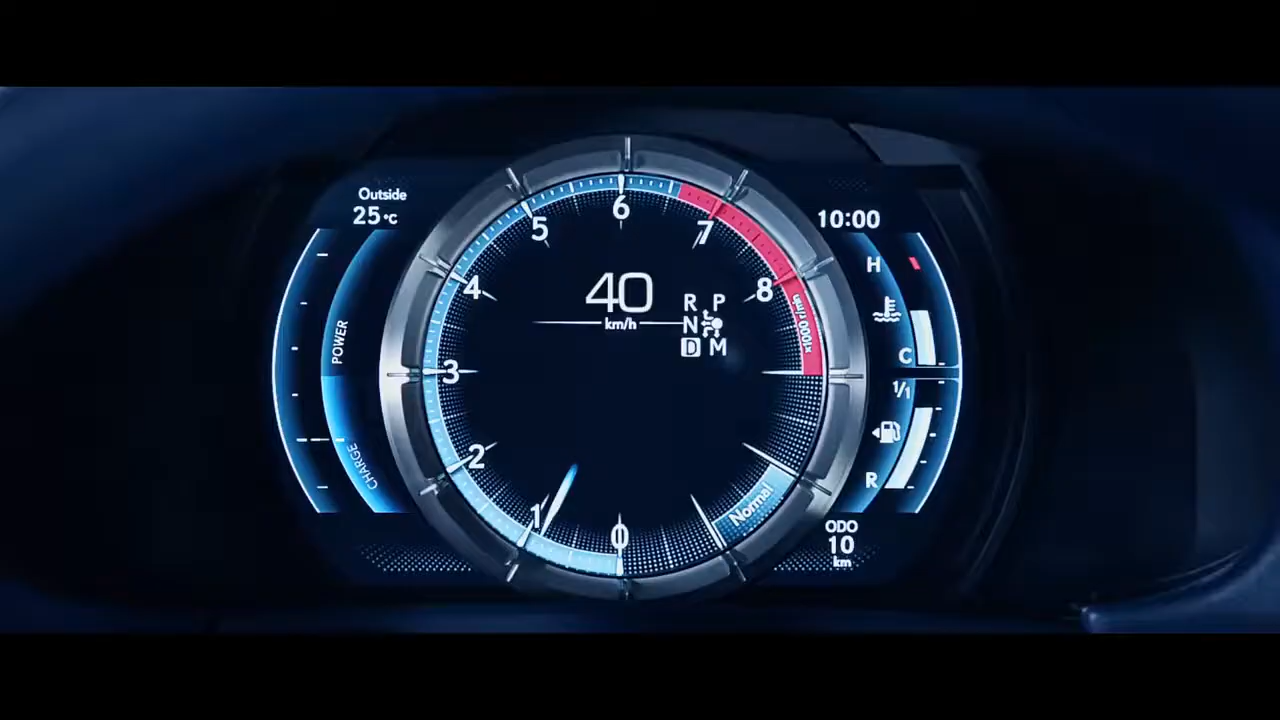 Outside
25 °C
10:00
6
5
7
4
8
3
2
1
0
x1000 r/min
40
km/h
R P
N
D M
POWER
CHARGE
H
C
1/1
R
Normal
ODO
10
km